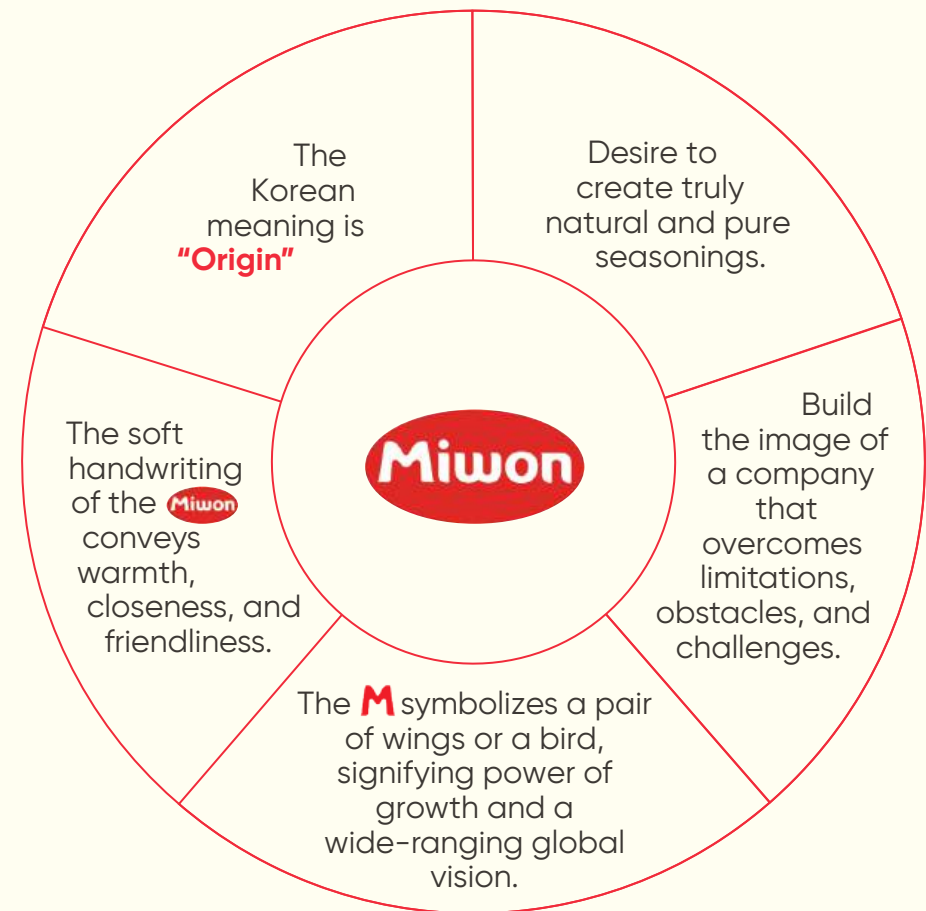 The
Korean
meaning is
"Origin"
Desire to
create truly
natural and pure
seasonings.
Build
the image of
a company
that
overcomes
limitations,
obstacles, and
challenges.
The M symbolizes a pair
of wings or a bird,
signifying power of
growth and a
wide-ranging global
vision.
The soft
handwriting
of the Miwon
conveys
warmth,
closeness, and
friendliness.
Miwon